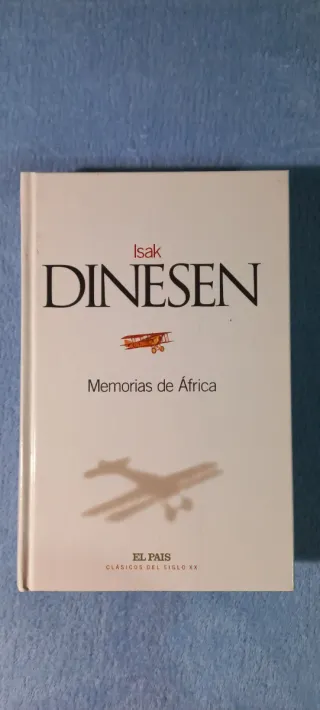 Isak
DINESEN
Memorias de África
EL PAIS
CLÁSICOS DEL SIGLO XX